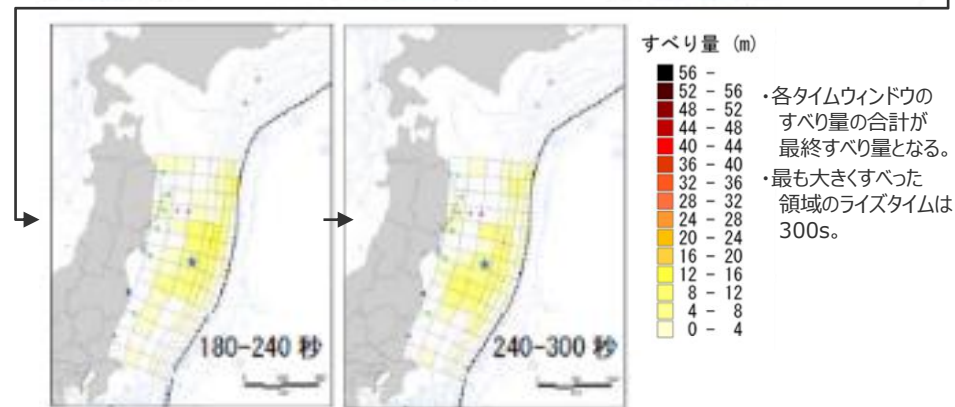 すべり量 (m)
56 -
52 - 56
48 - 52
44 - 48
40 - 44
36 - 40
32 - 36
28 - 32
24 - 28
20 - 24
16 - 20
12 - 16
8 - 12
4 - 8
0 - 4
・各タイムウィンドウの
すべり量の合計が
最終すべり量となる。
・最も大きくすべった
領域のライズタイムは
300s。
180-240 秒
240-300 秒